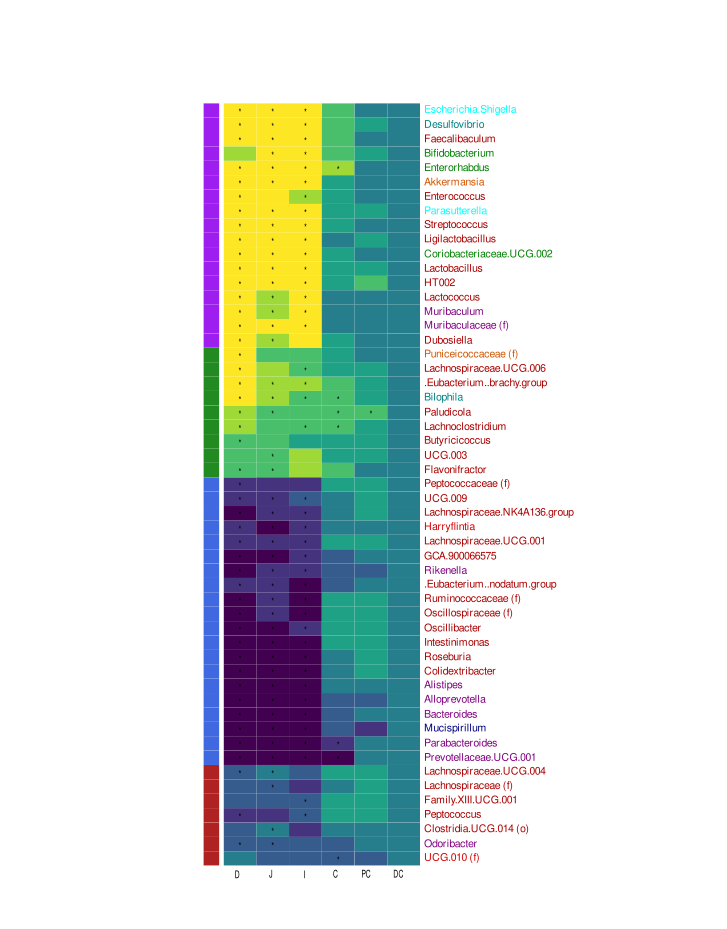 Escherichia.Shigella
Desulfovibrio
Faecalibaculum
Bifidobacterium
Enterorhabdus
Akkermansia
Enterococcus
Parasutterella
Streptococcus
Ligilactobacillus
Coriobacteriaceae.UCG.002
Lactobacillus
HT002
Lactococcus
Muribaculum
Muribaculaceae (f)
Dubosiella
Puniceicoccaceae (f)
Lachnospiraceae.UCG.006
.Eubacterium..brachy.group
Bilophila
Paludicola
Lachnoclostridium
Butyricicoccus
UCG.003
Flavonifractor
Peptococcaceae (f)
UCG.009
Lachnospiraceae.NK4A136.group
Harryflintia
Lachnospiraceae.UCG.001
GCA.900066575
Rikenella
.Eubacterium..nodatum.group
Ruminococcaceae (f)
Oscillospiraceae (f)
Oscillibacter
Intestinimonas
Roseburia
Colidextribacter
Alistipes
Alloprevotella
Bacteroides
Mucispirillum
Parabacteroides
Prevotellaceae.UCG.001
Lachnospiraceae.UCG.004
Lachnospiraceae (f)
Family.XIII.UCG.001
Peptococcus
Clostridia.UCG.014 (o)
Odoribacter
UCG.010 (f)
D J I C PC DC